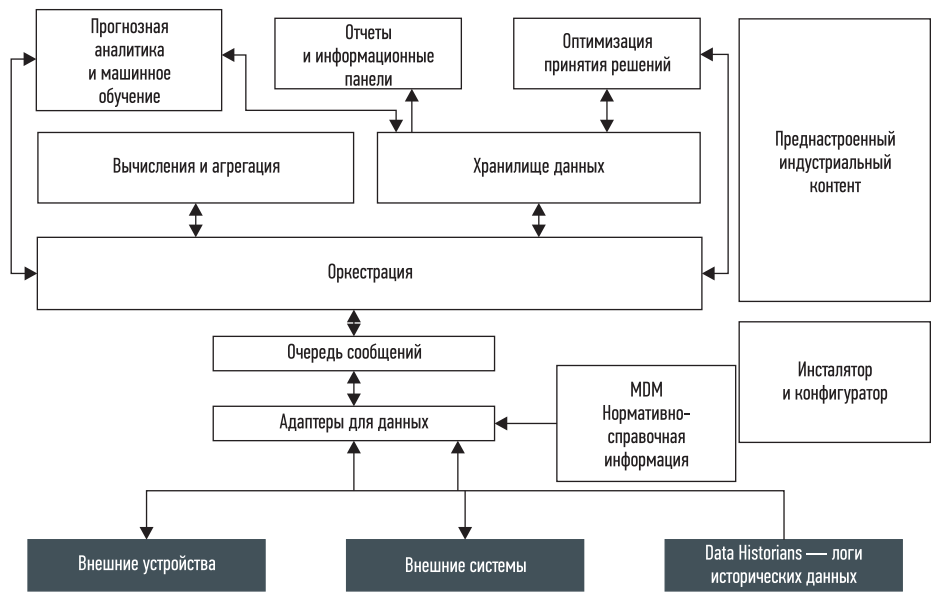 Прогнозная
аналитика
и машинное
обучение
Отчеты
и информационные
панели
Оптимизация
принятия решений
Преднастроенный
индустриальный
контент
Вычисления и агрегация
Хранилище данных
Оркестрация
Очередь сообщений
Инсталятор
и конфигуратор
MDM
Нормативно-
справочная
информация
Адаптеры для данных
Внешние устройства
Внешние системы
Data Historians — логи
исторических данных